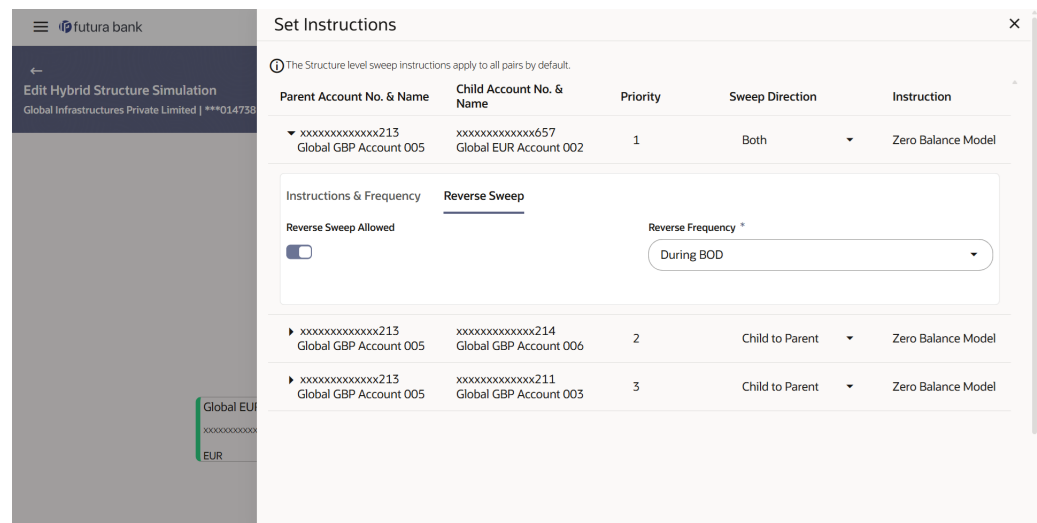 futura bank
Set Instructions
←
Edit Hybrid Structure Simulation
Global Infrastructures Private Limited | ***014738
The Structure level sweep instructions apply to all pairs by default.
Parent Account No. & Name
Child Account No. &
Name
Priority
Sweep Direction
Instruction
xxxxxxxxxxxxx213
Global GBP Account 005
xxxxxxxxxxxxx657
Global EUR Account 002
1
Both
Zero Balance Model
Instructions & Frequency
Reverse Sweep
Reverse Sweep Allowed
Reverse Frequency *
During BOD
xxxxxxxxxxxxx213
Global GBP Account 005
xxxxxxxxxxxxx214
Global GBP Account 006
2
Child to Parent
Zero Balance Model
xxxxxxxxxxxxx213
Global GBP Account 005
xxxxxxxxxxxxx211
Global GBP Account 003
3
Child to Parent
Zero Balance Model
Global EUR
xxxxxxxxxxx
EUR